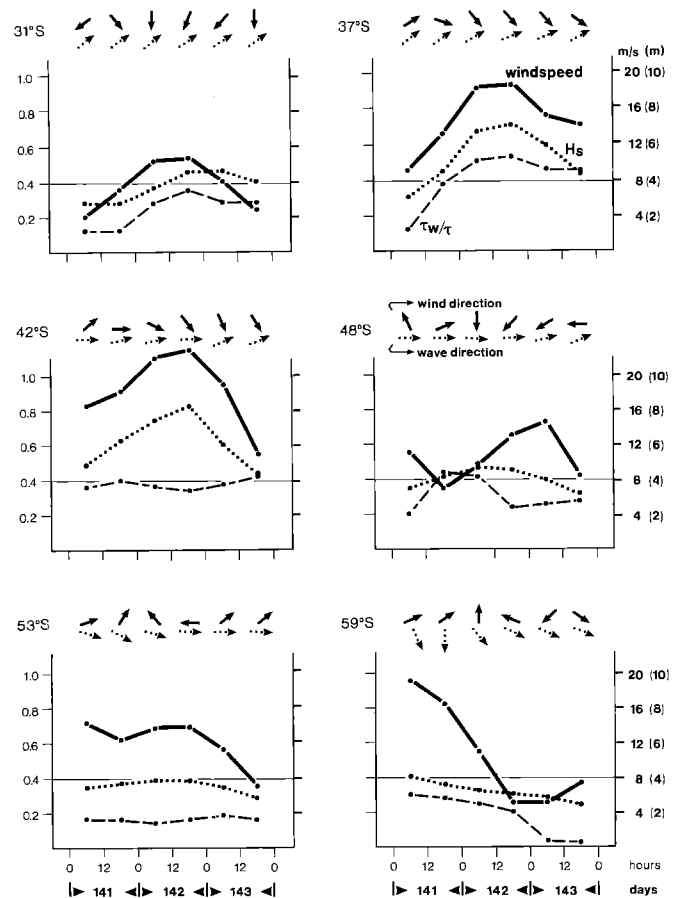 31°S
37°S
m/s (m)
1.0
0.8
0.6
0.4
0.2
windspeed
Hs
τw/τ
20 (10)
16 (8)
12 (6)
8 (4)
4 (2)
42°S
48°S
wind direction
wave direction
1.0
0.8
0.6
0.4
0.2
20 (10)
16 (8)
12 (6)
8 (4)
4 (2)
53°S
59°S
1.0
0.8
0.6
0.4
0.2
20 (10)
16 (8)
12 (6)
8 (4)
4 (2)
0 12 0 12 0 12 0
0 12 0 12 0 12 0 hours
141 142 143
141 142 143 days